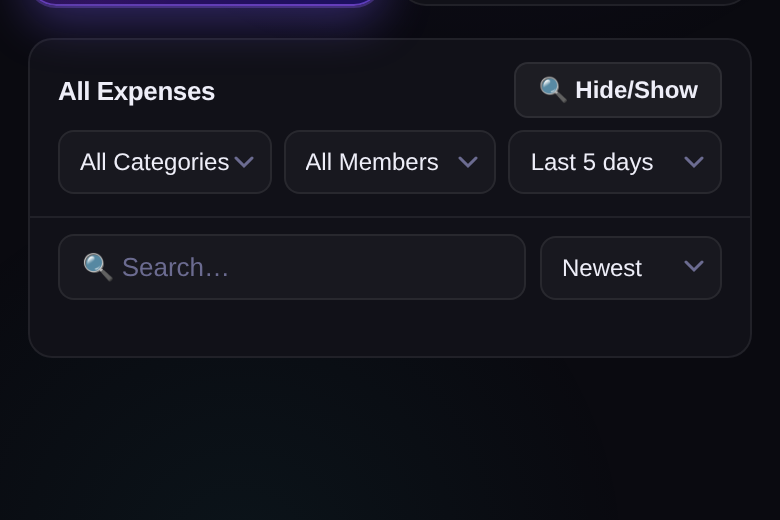 All Expenses
🔍 Hide/Show
All Categories
All Members
Last 5 days
🔍 Search…
Newest